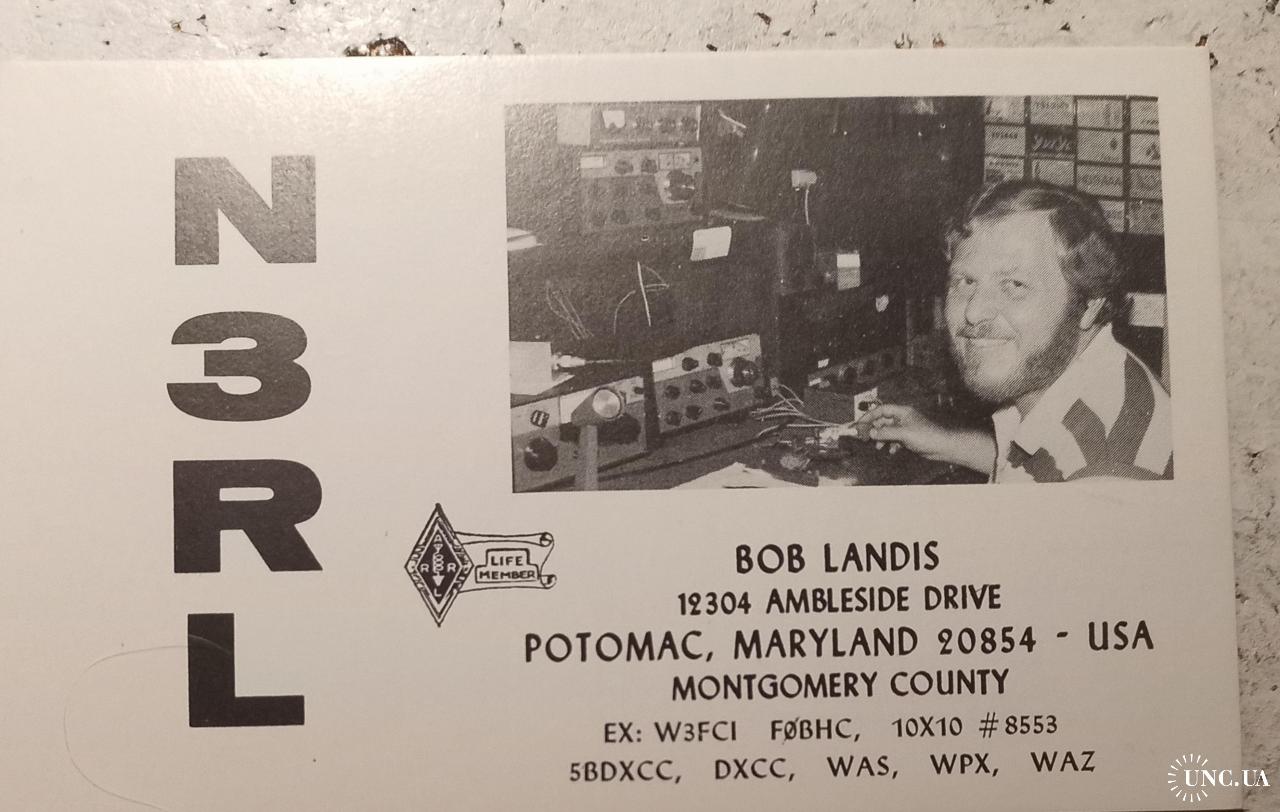 N3RL
ARRL
LIFE
MEMBER
BOB LANDIS
12304 AMBLESIDE DRIVE
POTOMAC, MARYLAND 20854 - USA
MONTGOMERY COUNTY
EX: W3FCI FØBHC, 10X10 #8553
5BDXCC, DXCC, WAS, WPX, WAZ
UNC.UA